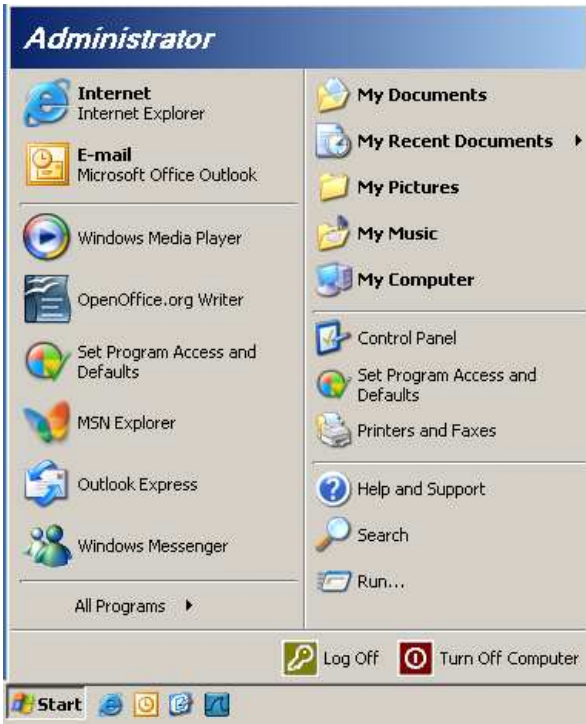 Administrator
Internet
Internet Explorer
E-mail
Microsoft Office Outlook
Windows Media Player
OpenOffice.org Writer
Set Program Access and
Defaults
MSN Explorer
Outlook Express
Windows Messenger
All Programs
My Documents
My Recent Documents
My Pictures
My Music
My Computer
Control Panel
Set Program Access and
Defaults
Printers and Faxes
Help and Support
Search
Run...
Log Off
Turn Off Computer
Start